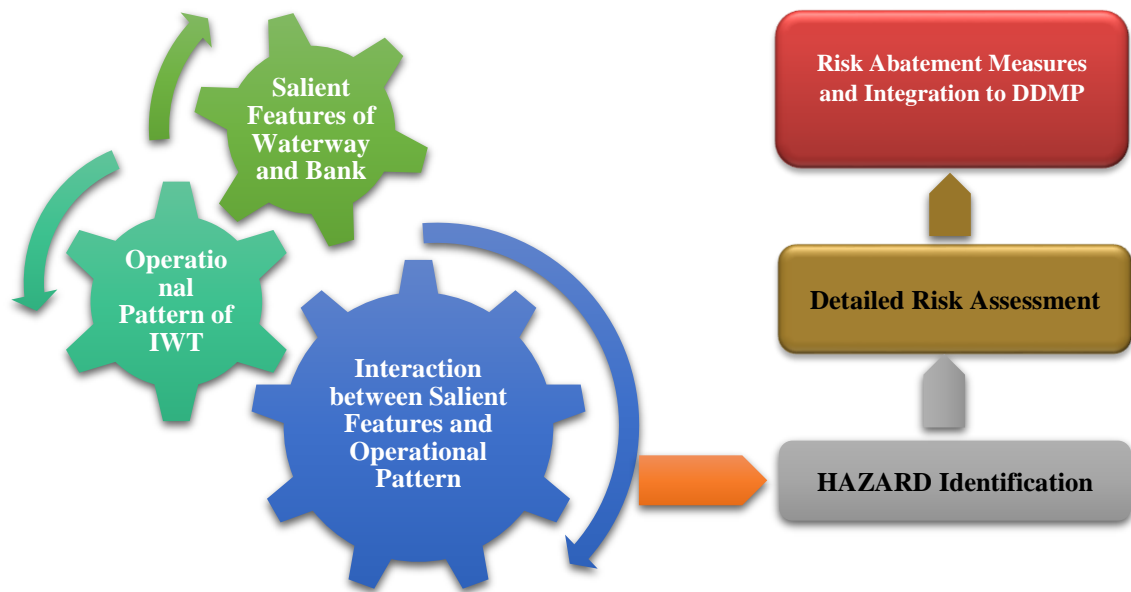 Salient
Features of
Waterway
and Bank
Operatio
nal
Pattern of
IWT
Interaction
between Salient
Features and
Operational
Pattern
Risk Abatement Measures
and Integration to DDMP
Detailed Risk Assessment
HAZARD Identification